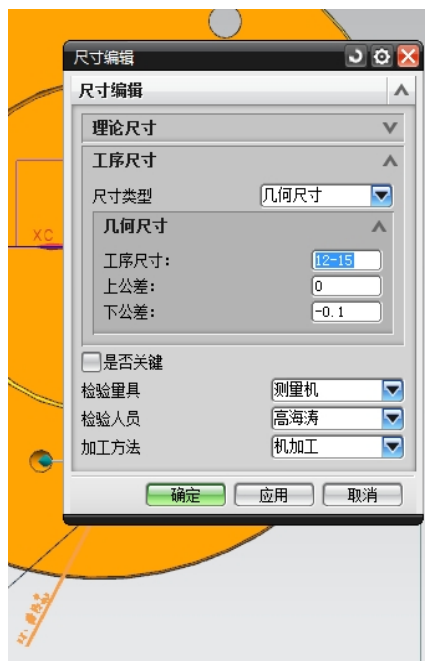 尺寸编辑
尺寸编辑
理论尺寸
工序尺寸
尺寸类型 几何尺寸
几何尺寸
XC
工序尺寸: 12-15
上公差: 0
下公差: -0.1
是否关键
检验量具 测量机
检验人员 高海涛
加工方法 机加工
确定 应用 取消